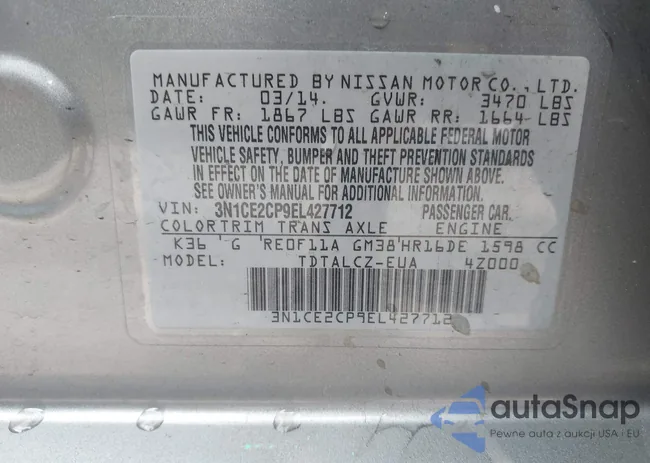 MANUFACTURED BY NISSAN MOTOR CO., LTD.
DATE: 03/14. GVWR: 3470 LBS
GAWR FR: 1867 LBS GAWR RR: 1664 LBS
THIS VEHICLE CONFORMS TO ALL APPLICABLE FEDERAL MOTOR
VEHICLE SAFETY, BUMPER AND THEFT PREVENTION STANDARDS
IN EFFECT ON THE DATE OF MANUFACTURE SHOWN ABOVE.
SEE OWNER'S MANUAL FOR ADDITIONAL INFORMATION.
VIN: 3N1CE2CP9EL427712 PASSENGER CAR.
COLOR TRIM TRANS AXLE ENGINE
K36 G RE0F11A GM38 HR16DE 1598 CC
TDTALCZ-EUA 4Z000
3N1CE2CP9EL427712
autoSnap
Pewne auta z aukcji USA i EU